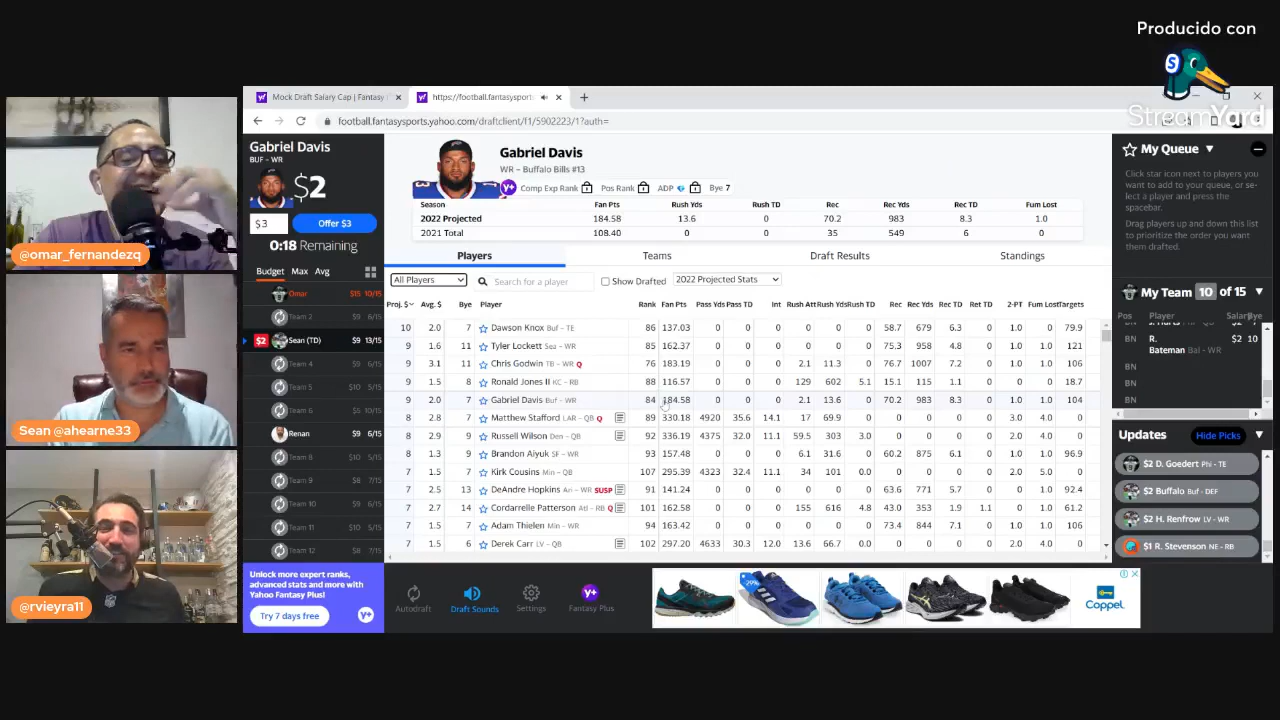 Producido con
StreamYard
@omar_fernandezq
Sean @ahearne33
@rvieyra11
Mock Draft Salary Cap | Fantasy
https://football.fantasysport
football.fantasysports.yahoo.com/draftclient/f1/5902223/1?auth=
Gabriel Davis
BUF - WR
$2
$3
Offer $3
0:18 Remaining
Budget Max Avg
Omar $15 10/15
Team 2
$2 Sean (TD) $9 13/15
Team 4 $9 6/15
Team 5 $10 5/15
Team 6 $5 10/15
Renan $9 6/15
Team 8 $10 5/15
Team 9 $8 7/15
Team 10 $9 6/15
Team 11 $10 5/15
Team 12 $8 7/15
Unlock more expert ranks, advanced stats and more with Yahoo Fantasy Plus!
Try 7 days free
y+
Gabriel Davis
WR – Buffalo Bills #13
y+ Comp Exp Rank Pos Rank ADP Bye 7
Season Fan Pts Rush Yds Rush TD Rec Rec Yds Rec TD Fum Lost
2022 Projected 184.58 13.6 0 70.2 983 8.3 1.0
2021 Total 108.40 0 0 35 549 6 0
Players Teams Draft Results Standings
All Players Search for a player Show Drafted 2022 Projected Stats
Proj. $ Avg. $ Bye Player Rank Fan Pts Pass Yds Pass TD Int Rush Att Rush Yds Rush TD Rec Rec Yds Rec TD Ret TD 2-PT Fum Lost Targets
10 2.0 7 Dawson Knox Buf - TE 86 137.03 0 0 0 0 0 0 58.7 679 6.3 0 1.0 0 79.9
9 1.6 11 Tyler Lockett Sea - WR 85 162.37 0 0 0 0 0 0 75.3 958 4.8 0 1.0 0 121
9 3.1 11 Chris Godwin TB - WR Q 76 183.19 0 0 0 2.1 11.3 0 76.7 1007 7.2 0 1.0 1.0 106
9 1.5 8 Ronald Jones II KC - RB 88 116.57 0 0 0 129 602 5.1 15.1 115 1.1 0 1.0 0 18.7
9 2.0 7 Gabriel Davis Buf - WR 84 184.58 0 0 0 2.1 13.6 0 70.2 983 8.3 0 1.0 1.0 104
8 2.8 7 Matthew Stafford LAR - QB Q 89 330.18 4920 35.6 14.1 17 69.9 0 0 0 0 0 3.0 4.0 0
8 2.9 9 Russell Wilson Den - QB 92 336.19 4375 32.0 11.1 59.5 303 3.0 0 0 0 0 2.0 4.0 0
8 1.3 9 Brandon Aiyuk SF - WR 93 157.48 0 0 0 6.1 31.6 0 60.2 875 6.1 0 1.0 0 96.9
7 1.5 7 Kirk Cousins Min - QB 107 295.39 4323 32.4 11.1 34 101 0 0 0 0 0 2.0 5.0 0
7 2.5 13 DeAndre Hopkins Ari - WR SUSP 91 141.24 0 0 0 0 0 0 63.6 771 5.7 0 1.0 0 92.4
7 2.7 14 Cordarrelle Patterson Atl - RB Q 101 162.58 0 0 0 155 616 4.8 43.0 353 1.9 1.1 0 1.0 61.2
7 1.5 7 Adam Thielen Min - WR 94 163.42 0 0 0 0 0 0 73.4 844 7.1 0 1.0 0 106
7 1.5 6 Derek Carr LV - QB 102 297.20 4633 30.3 12.0 13.6 66.7 0.0 0 0 0 0 2.0 4.0 0
Autodraft Draft Sounds Settings Fantasy Plus
Coppel
My Queue
Click star icon next to players you want to add to your queue, or select a player and press the spacebar.
Drag players up and down this list to prioritize the order you want them drafted.
My Team 10 of 15
Pos Player Salary Bye
BN R. Bateman Bal - WR $2 10
BN
BN
BN
Updates Hide Picks
$2 D. Goedert Phi - TE
$2 Buffalo Buf - DEF
$2 H. Renfrow LV - WR
$1 R. Stevenson NE - RB